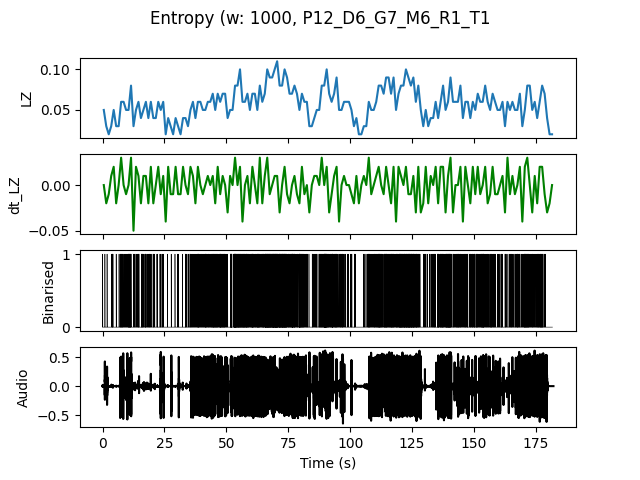 Entropy (w: 1000, P12_D6_G7_M6_R1_T1
0.10
0.05
LZ
0.00
−0.05
dt_LZ
1
0
Binarised
0.5
0.0
−0.5
Audio
0 25 50 75 100 125 150 175
Time (s)